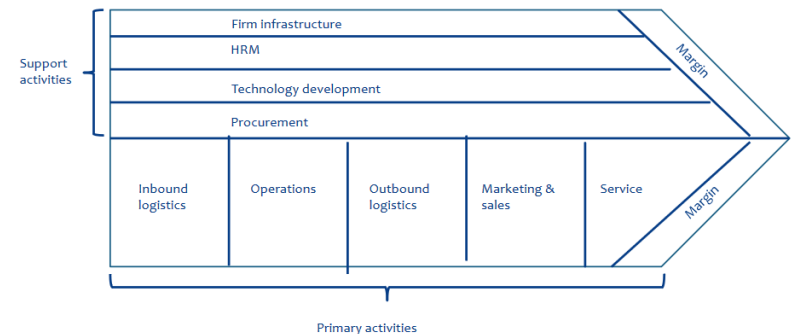 Firm infrastructure
HRM
Support
activities
Technology development
Procurement
Margin
Inbound
logistics
Operations
Outbound
logistics
Marketing &
sales
Service
Margin
Primary activities